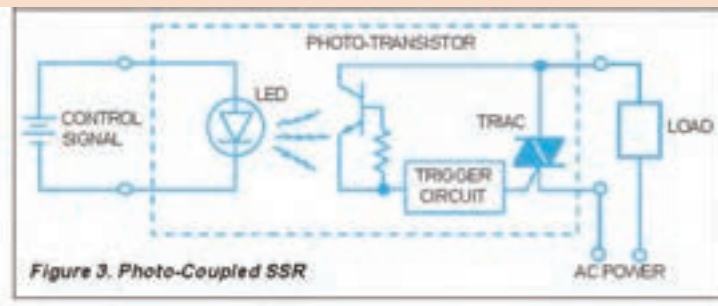 PHOTO-TRANSISTOR
LED
CONTROL
SIGNAL
TRIAC
LOAD
TRIGGER
CIRCUIT
Figure 3. Photo-Coupled SSR
AC POWER